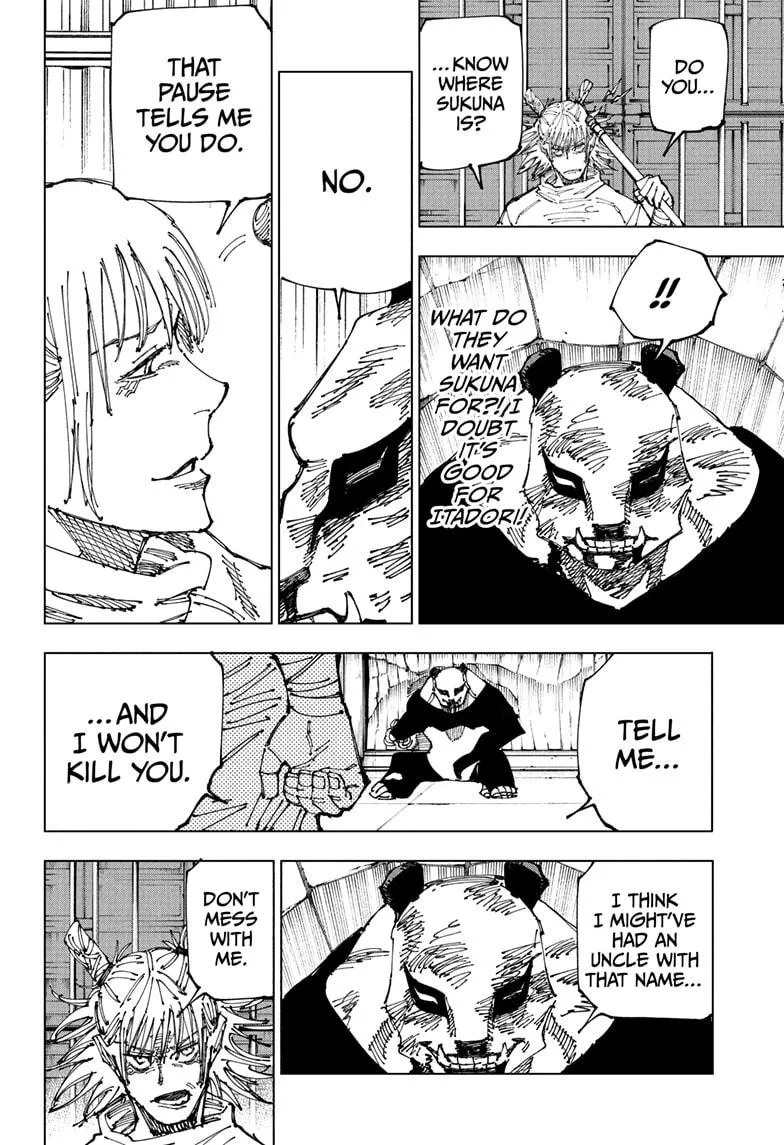 DO
YOU...
...KNOW
WHERE
SUKUNA
IS?
!!
WHAT DO
THEY
WANT
SUKUNA
FOR?! I
DOUBT
IT'S
GOOD
FOR
ITADORI!
NO.
THAT
PAUSE
TELLS ME
YOU DO.
TELL
ME...
...AND
I WON'T
KILL YOU.
I THINK
I MIGHT'VE
HAD AN
UNCLE WITH
THAT NAME...
DON'T
MESS
WITH
ME.